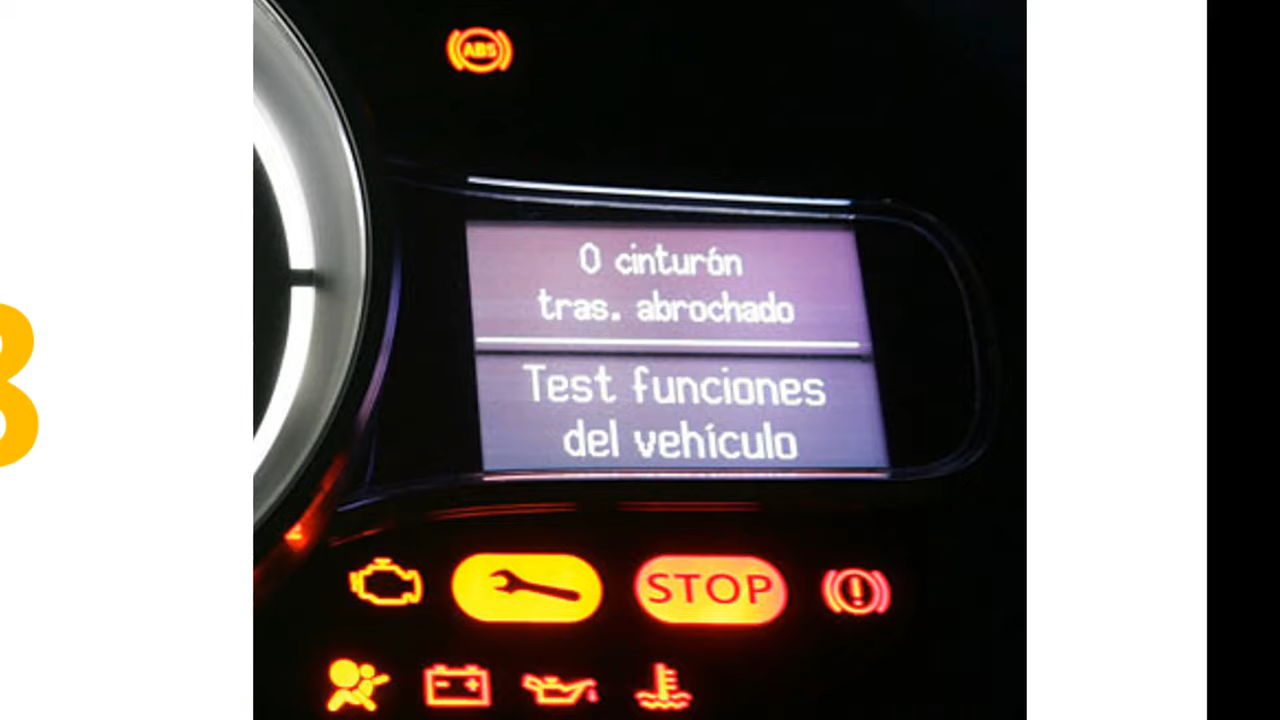 ABS
0 cinturón
tras. abrochado
Test funciones
del vehículo
STOP